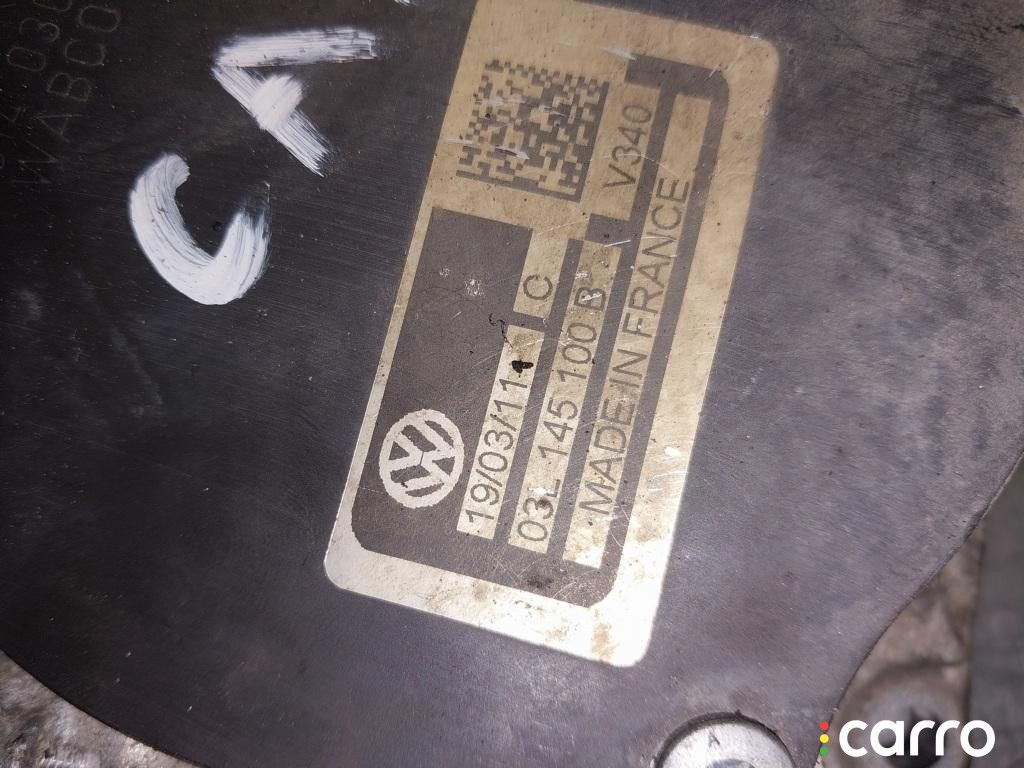 CA
V340
19/03/11 C
03L 145 100 B
MADE IN FRANCE
WABCO
carro